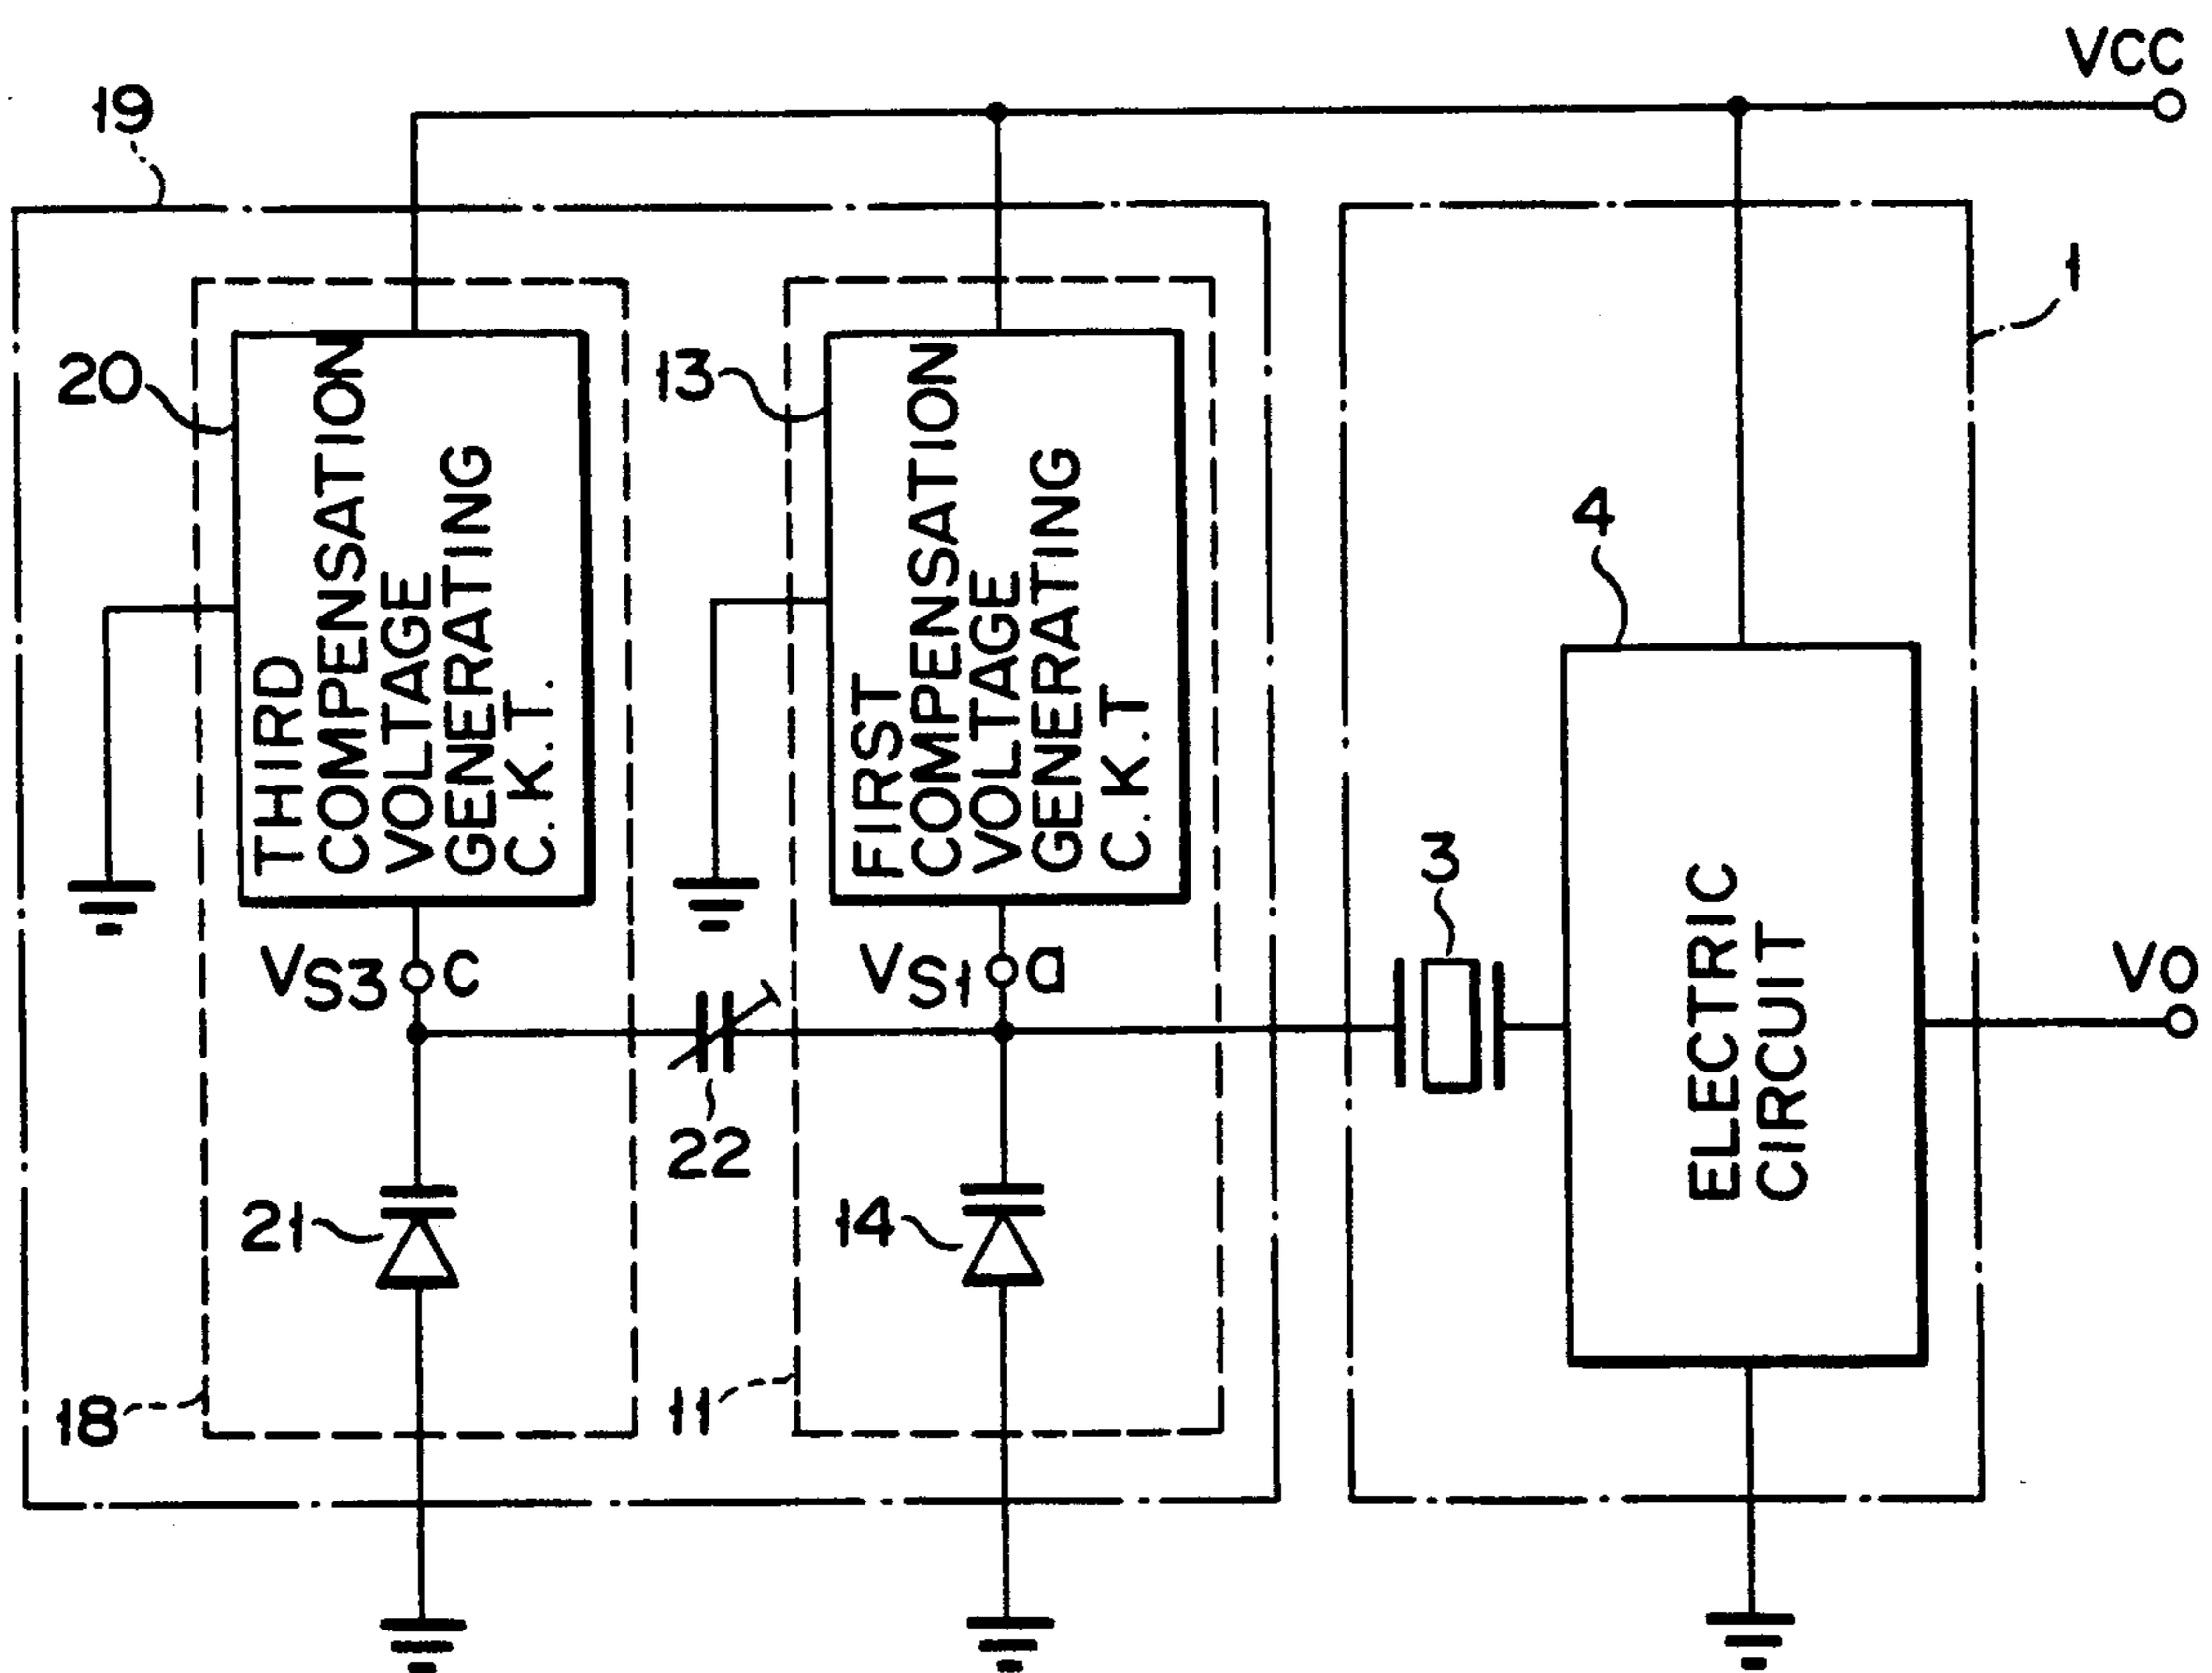 VCC
19
1
20
THIRD
COMPENSATION
VOLTAGE
GENERATING
C.K.T.
13
FIRST
COMPENSATION
VOLTAGE
GENERATING
C.K.T
4
ELECTRIC
CIRCUIT
3
VS3 C
VS1 a
VO
22
21
14
18
11